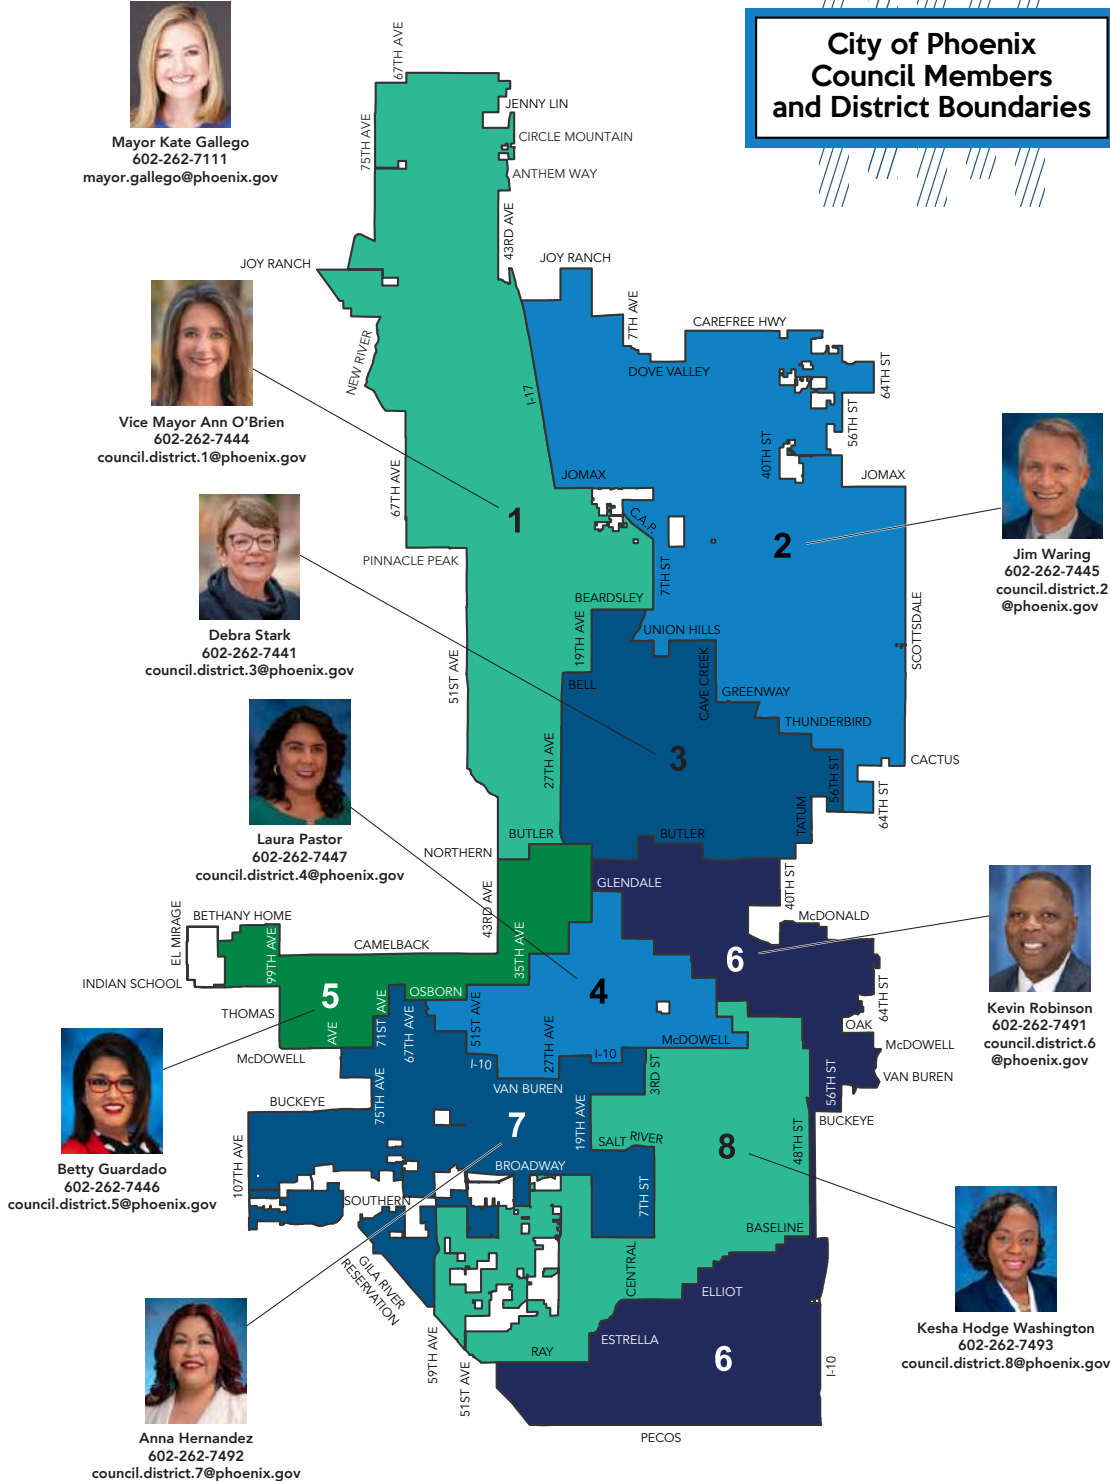 City of Phoenix
Council Members
and District Boundaries
Mayor Kate Gallego
602-262-7111
mayor.gallego@phoenix.gov
67TH AVE
75TH AVE
JENNY LIN
CIRCLE MOUNTAIN
ANTHEM WAY
43RD AVE
JOY RANCH
JOY RANCH
7TH AVE
CAREFREE HWY
DOVE VALLEY
64TH ST
56TH ST
40TH ST
NEW RIVER
I-17
Vice Mayor Ann O'Brien
602-262-7444
council.district.1@phoenix.gov
67TH AVE
JOMAX
JOMAX
C.A.P.
1
2
Jim Waring
602-262-7445
council.district.2
@phoenix.gov
PINNACLE PEAK
7TH ST
BEARDSLEY
19TH AVE
UNION HILLS
SCOTTSDALE
Debra Stark
602-262-7441
council.district.3@phoenix.gov
51ST AVE
BELL
CAVE CREEK
GREENWAY
THUNDERBIRD
3
27TH AVE
56TH ST
CACTUS
64TH ST
TATUM
Laura Pastor
602-262-7447
council.district.4@phoenix.gov
BUTLER
BUTLER
NORTHERN
GLENDALE
40TH ST
43RD AVE
35TH AVE
McDONALD
EL MIRAGE
BETHANY HOME
99TH AVE
CAMELBACK
6
INDIAN SCHOOL
5
OSBORN
4
64TH ST
Kevin Robinson
602-262-7491
council.district.6
@phoenix.gov
THOMAS
AVE
71ST AVE
67TH AVE
51ST AVE
27TH AVE
OAK
McDOWELL
McDOWELL
McDOWELL
I-10
I-10
3RD ST
VAN BUREN
VAN BUREN
56TH ST
75TH AVE
BUCKEYE
BUCKEYE
7
19TH AVE
SALT RIVER
8
48TH ST
Betty Guardado
602-262-7446
council.district.5@phoenix.gov
107TH AVE
BROADWAY
SOUTHERN
7TH ST
BASELINE
GILA RIVER
RESERVATION
CENTRAL
ELLIOT
ESTRELLA
RAY
59TH AVE
51ST AVE
6
I-10
PECOS
Kesha Hodge Washington
602-262-7493
council.district.8@phoenix.gov
Anna Hernandez
602-262-7492
council.district.7@phoenix.gov